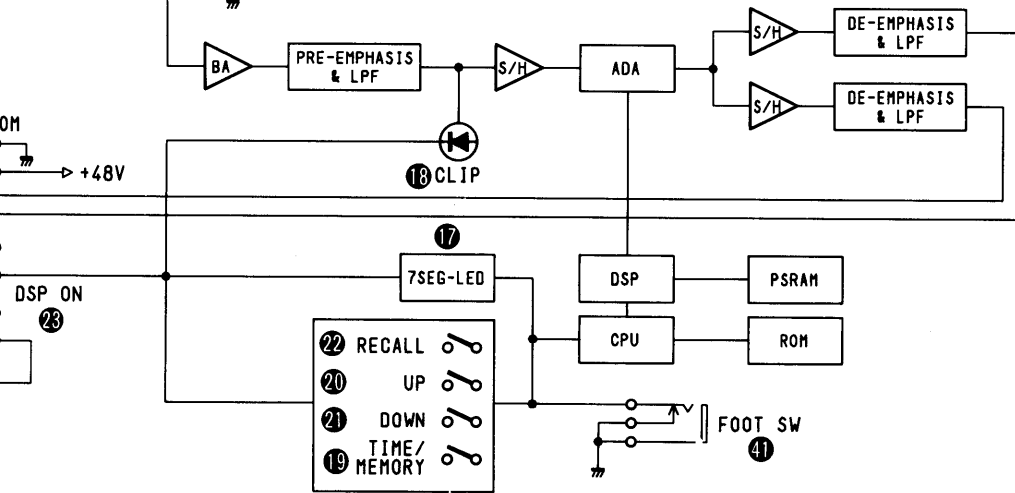 BA
PRE-EMPHASIS
& LPF
S/H
ADA
S/H
DE-EMPHASIS
& LPF
S/H
DE-EMPHASIS
& LPF
OM
+48V
18 CLIP
17
7SEG-LED
DSP
PSRAM
DSP ON
23
CPU
ROM
22 RECALL
20 UP
21 DOWN
19 TIME/
MEMORY
FOOT SW
41